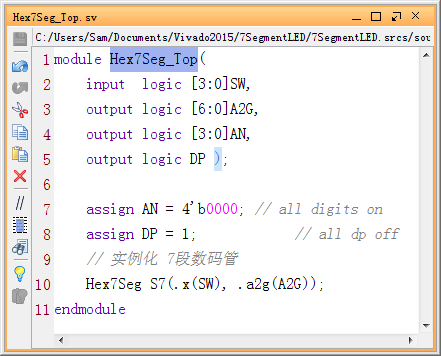 Hex7Seg_Top.sv
C:/Users/Sam/Documents/Vivado2015/7SegmentLED/7SegmentLED.srcs/sou
1 module Hex7Seg_Top(
2     input  logic [3:0]SW,
3     output logic [6:0]A2G,
4     output logic [3:0]AN,
5     output logic DP );
6
7     assign AN = 4'b0000; // all digits on
8     assign DP = 1;            // all dp off
9     // 实例化 7段数码管
10     Hex7Seg S7(.x(SW), .a2g(A2G));
11 endmodule